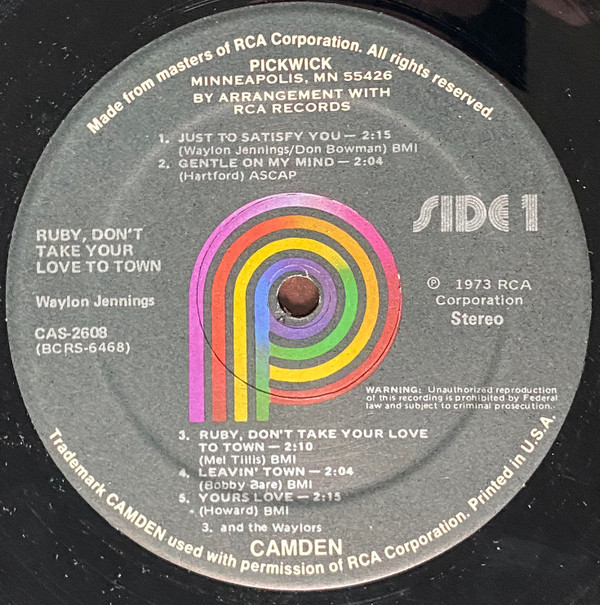 Made from masters of RCA Corporation. All rights reserved.
PICKWICK
MINNEAPOLIS, MN 55426
BY ARRANGEMENT WITH
RCA RECORDS
1. JUST TO SATISFY YOU — 2:15
(Waylon Jennings/Don Bowman) BMI
2. GENTLE ON MY MIND — 2:04
(Hartford) ASCAP
SIDE 1
RUBY, DON'T
TAKE YOUR
LOVE TO TOWN
Waylon Jennings
CAS-2608
(BCRS-6468)
℗ 1973 RCA
Corporation
Stereo
WARNING: Unauthorized reproduction
of this recording is prohibited by Federal
law and subject to criminal prosecution.
3. RUBY, DON'T TAKE YOUR LOVE
TO TOWN — 2:10
(Mel Tillis) BMI
4. LEAVIN' TOWN — 2:04
(Bobby Bare) BMI
5. YOURS LOVE — 2:15
(Howard) BMI
3. and the Waylors
CAMDEN
Trademark CAMDEN used with permission of RCA Corporation. Printed in U.S.A.